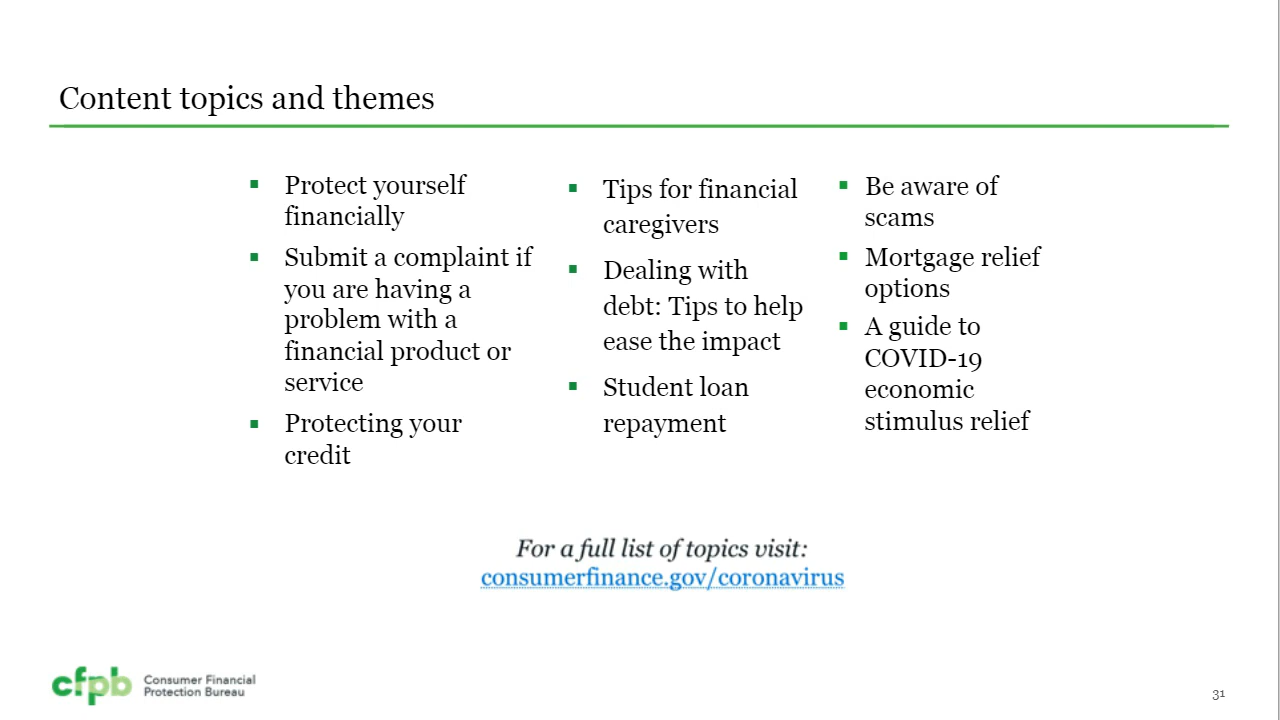 Content topics and themes
▪ Protect yourself
financially
▪ Submit a complaint if
you are having a
problem with a
financial product or
service
▪ Protecting your
credit
▪ Tips for financial
caregivers
▪ Dealing with
debt: Tips to help
ease the impact
▪ Student loan
repayment
▪ Be aware of
scams
▪ Mortgage relief
options
▪ A guide to
COVID-19
economic
stimulus relief
For a full list of topics visit:
consumerfinance.gov/coronavirus
cfpb
Consumer Financial
Protection Bureau
31